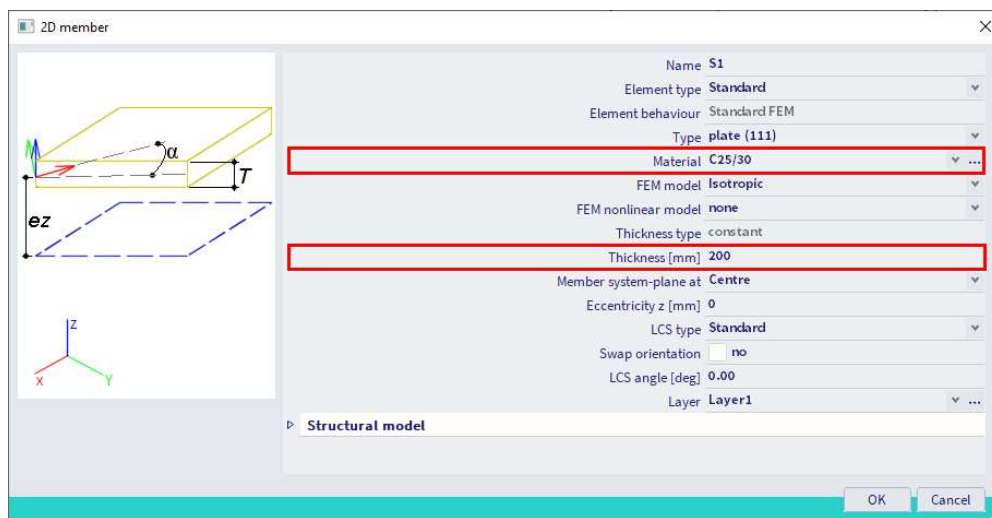 2D member
Name S1
Element type Standard
Element behaviour Standard FEM
Type plate (111)
Material C25/30 ...
FEM model Isotropic
FEM nonlinear model none
Thickness type constant
Thickness [mm] 200
Member system-plane at Centre
Eccentricity z [mm] 0
LCS type Standard
Swap orientation no
LCS angle [deg] 0.00
Layer Layer1 ...
Structural model
α
T
ez
z
x
Y
OK Cancel